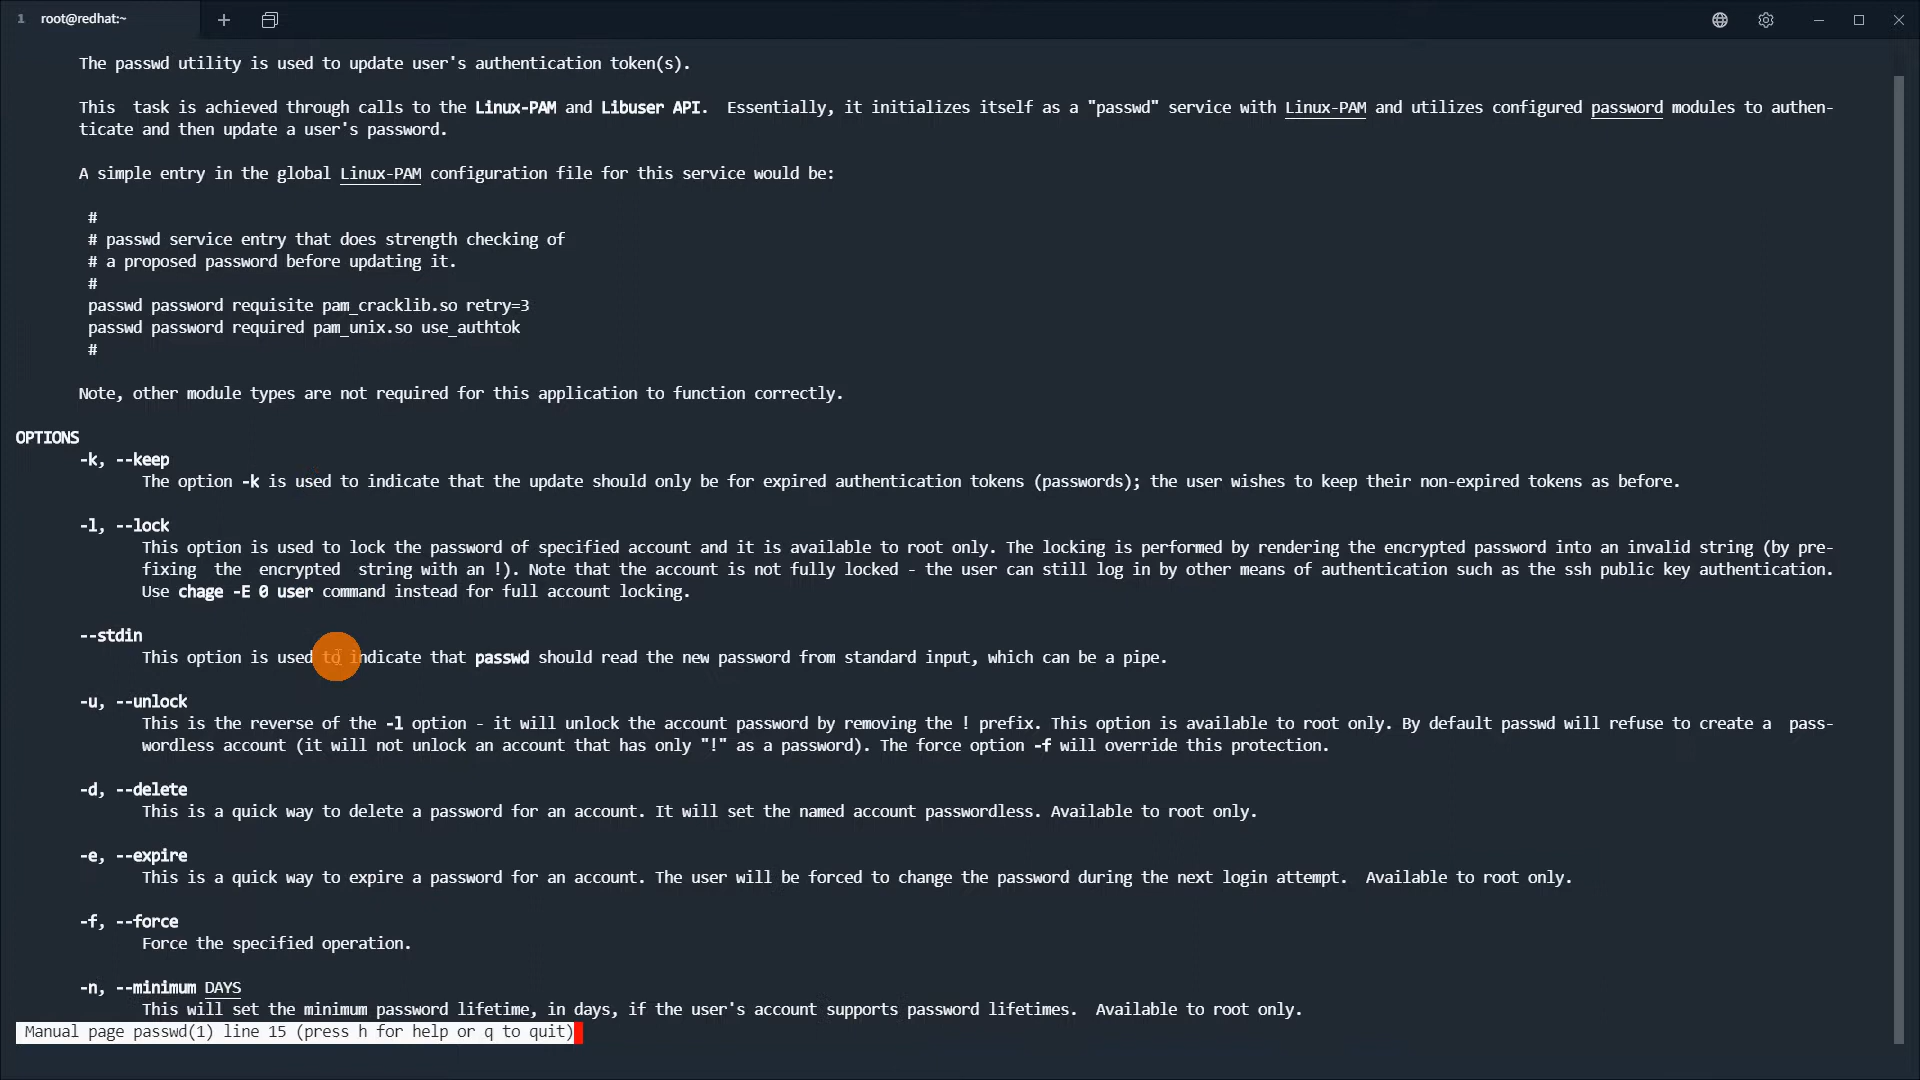 1 root@redhat:~
The passwd utility is used to update user's authentication token(s).
This  task is achieved through calls to the Linux-PAM and Libuser API.  Essentially, it initializes itself as a "passwd" service with Linux-PAM and utilizes configured password modules to authen-
ticate and then update a user's password.
A simple entry in the global Linux-PAM configuration file for this service would be:
#
# passwd service entry that does strength checking of
# a proposed password before updating it.
#
passwd password requisite pam_cracklib.so retry=3
passwd password required pam_unix.so use_authtok
#
Note, other module types are not required for this application to function correctly.
OPTIONS
-k, --keep
The option -k is used to indicate that the update should only be for expired authentication tokens (passwords); the user wishes to keep their non-expired tokens as before.
-l, --lock
This option is used to lock the password of specified account and it is available to root only. The locking is performed by rendering the encrypted password into an invalid string (by pre-
fixing  the  encrypted  string with an !). Note that the account is not fully locked - the user can still log in by other means of authentication such as the ssh public key authentication.
Use chage -E 0 user command instead for full account locking.
--stdin
This option is used to indicate that passwd should read the new password from standard input, which can be a pipe.
-u, --unlock
This is the reverse of the -l option - it will unlock the account password by removing the ! prefix. This option is available to root only. By default passwd will refuse to create a  pass-
wordless account (it will not unlock an account that has only "!" as a password). The force option -f will override this protection.
-d, --delete
This is a quick way to delete a password for an account. It will set the named account passwordless. Available to root only.
-e, --expire
This is a quick way to expire a password for an account. The user will be forced to change the password during the next login attempt.  Available to root only.
-f, --force
Force the specified operation.
-n, --minimum DAYS
This will set the minimum password lifetime, in days, if the user's account supports password lifetimes.  Available to root only.
Manual page passwd(1) line 15 (press h for help or q to quit)